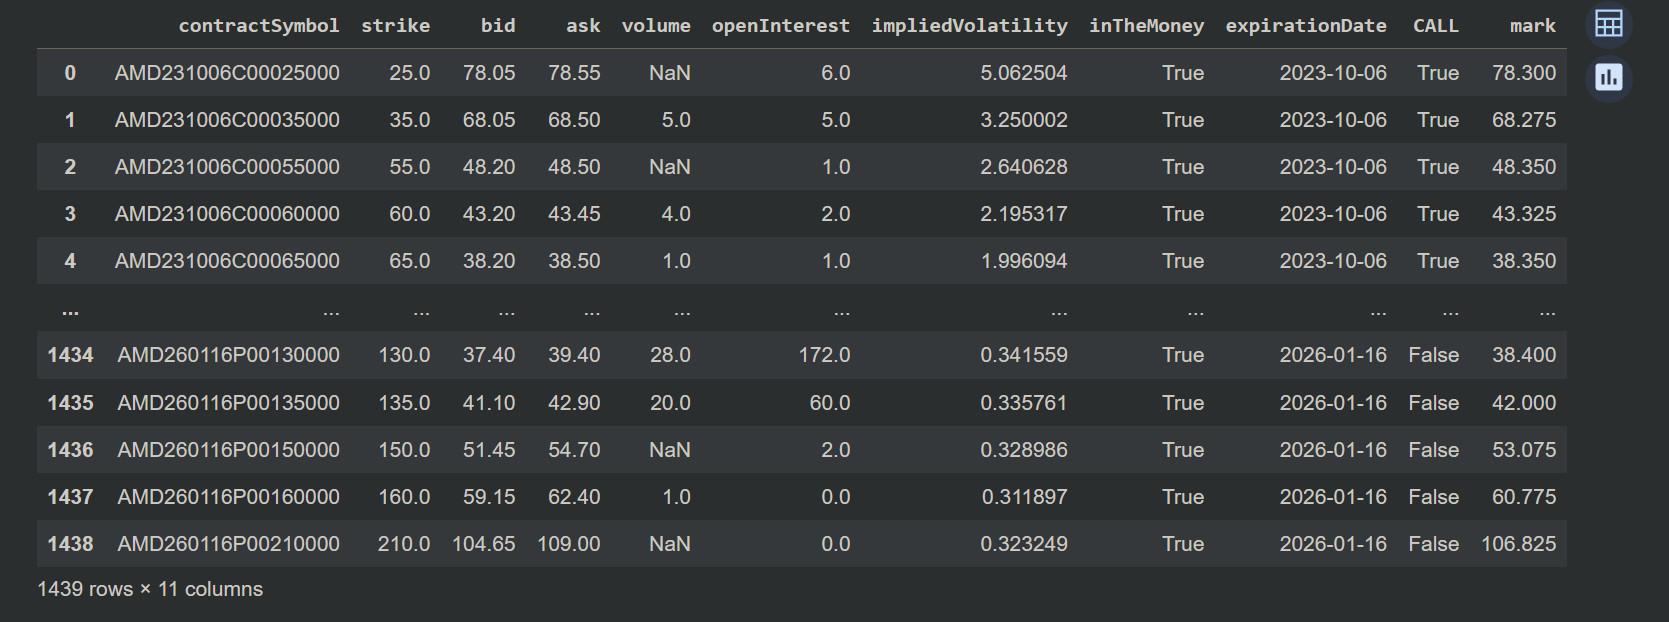 contractSymbol strike bid ask volume openInterest impliedVolatility inTheMoney expirationDate CALL mark
0 AMD231006C00025000 25.0 78.05 78.55 NaN 6.0 5.062504 True 2023-10-06 True 78.300
1 AMD231006C00035000 35.0 68.05 68.50 5.0 5.0 3.250002 True 2023-10-06 True 68.275
2 AMD231006C00055000 55.0 48.20 48.50 NaN 1.0 2.640628 True 2023-10-06 True 48.350
3 AMD231006C00060000 60.0 43.20 43.45 4.0 2.0 2.195317 True 2023-10-06 True 43.325
4 AMD231006C00065000 65.0 38.20 38.50 1.0 1.0 1.996094 True 2023-10-06 True 38.350
... ... ... ... ... ... ... ... ... ... ... ...
1434 AMD260116P00130000 130.0 37.40 39.40 28.0 172.0 0.341559 True 2026-01-16 False 38.400
1435 AMD260116P00135000 135.0 41.10 42.90 20.0 60.0 0.335761 True 2026-01-16 False 42.000
1436 AMD260116P00150000 150.0 51.45 54.70 NaN 2.0 0.328986 True 2026-01-16 False 53.075
1437 AMD260116P00160000 160.0 59.15 62.40 1.0 0.0 0.311897 True 2026-01-16 False 60.775
1438 AMD260116P00210000 210.0 104.65 109.00 NaN 0.0 0.323249 True 2026-01-16 False 106.825
1439 rows × 11 columns